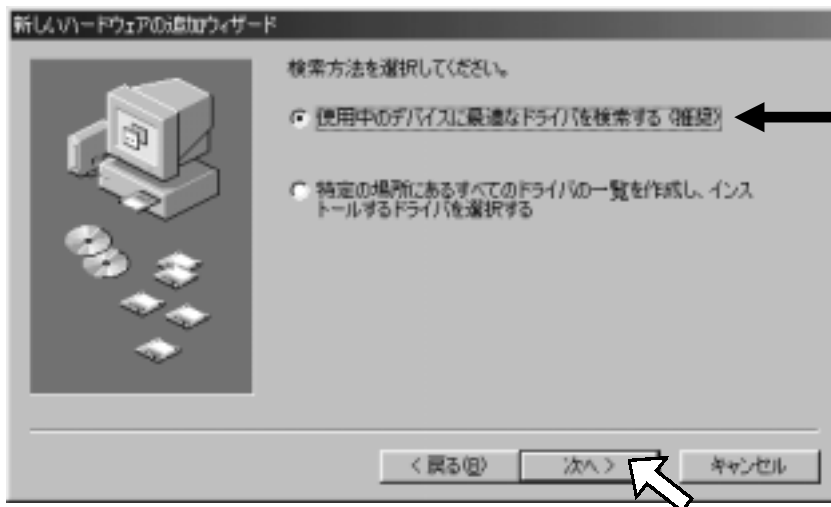 新しいハードウェアの追加ウィザード
検索方法を選択してください。
使用中のデバイスに最適なドライバを検索する (推奨)
特定の場所にあるすべてのドライバの一覧を作成し、インス
トールするドライバを選択する
< 戻る(B)
次へ >
キャンセル